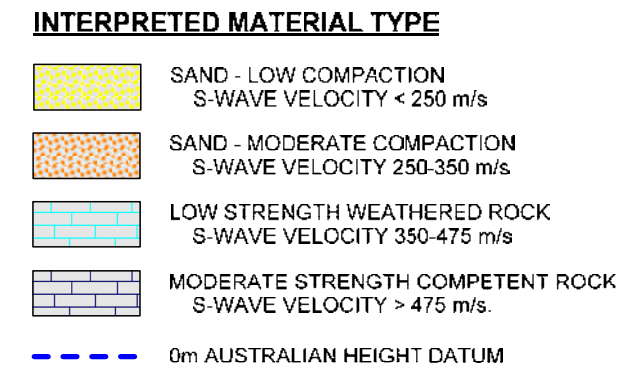 INTERPRETED MATERIAL TYPE
SAND - LOW COMPACTION
S-WAVE VELOCITY < 250 m/s
SAND - MODERATE COMPACTION
S-WAVE VELOCITY 250-350 m/s.
LOW STRENGTH WEATHERED ROCK
S-WAVE VELOCITY 350-475 m/s
MODERATE STRENGTH COMPETENT ROCK
S-WAVE VELOCITY > 475 m/s.
0m AUSTRALIAN HEIGHT DATUM